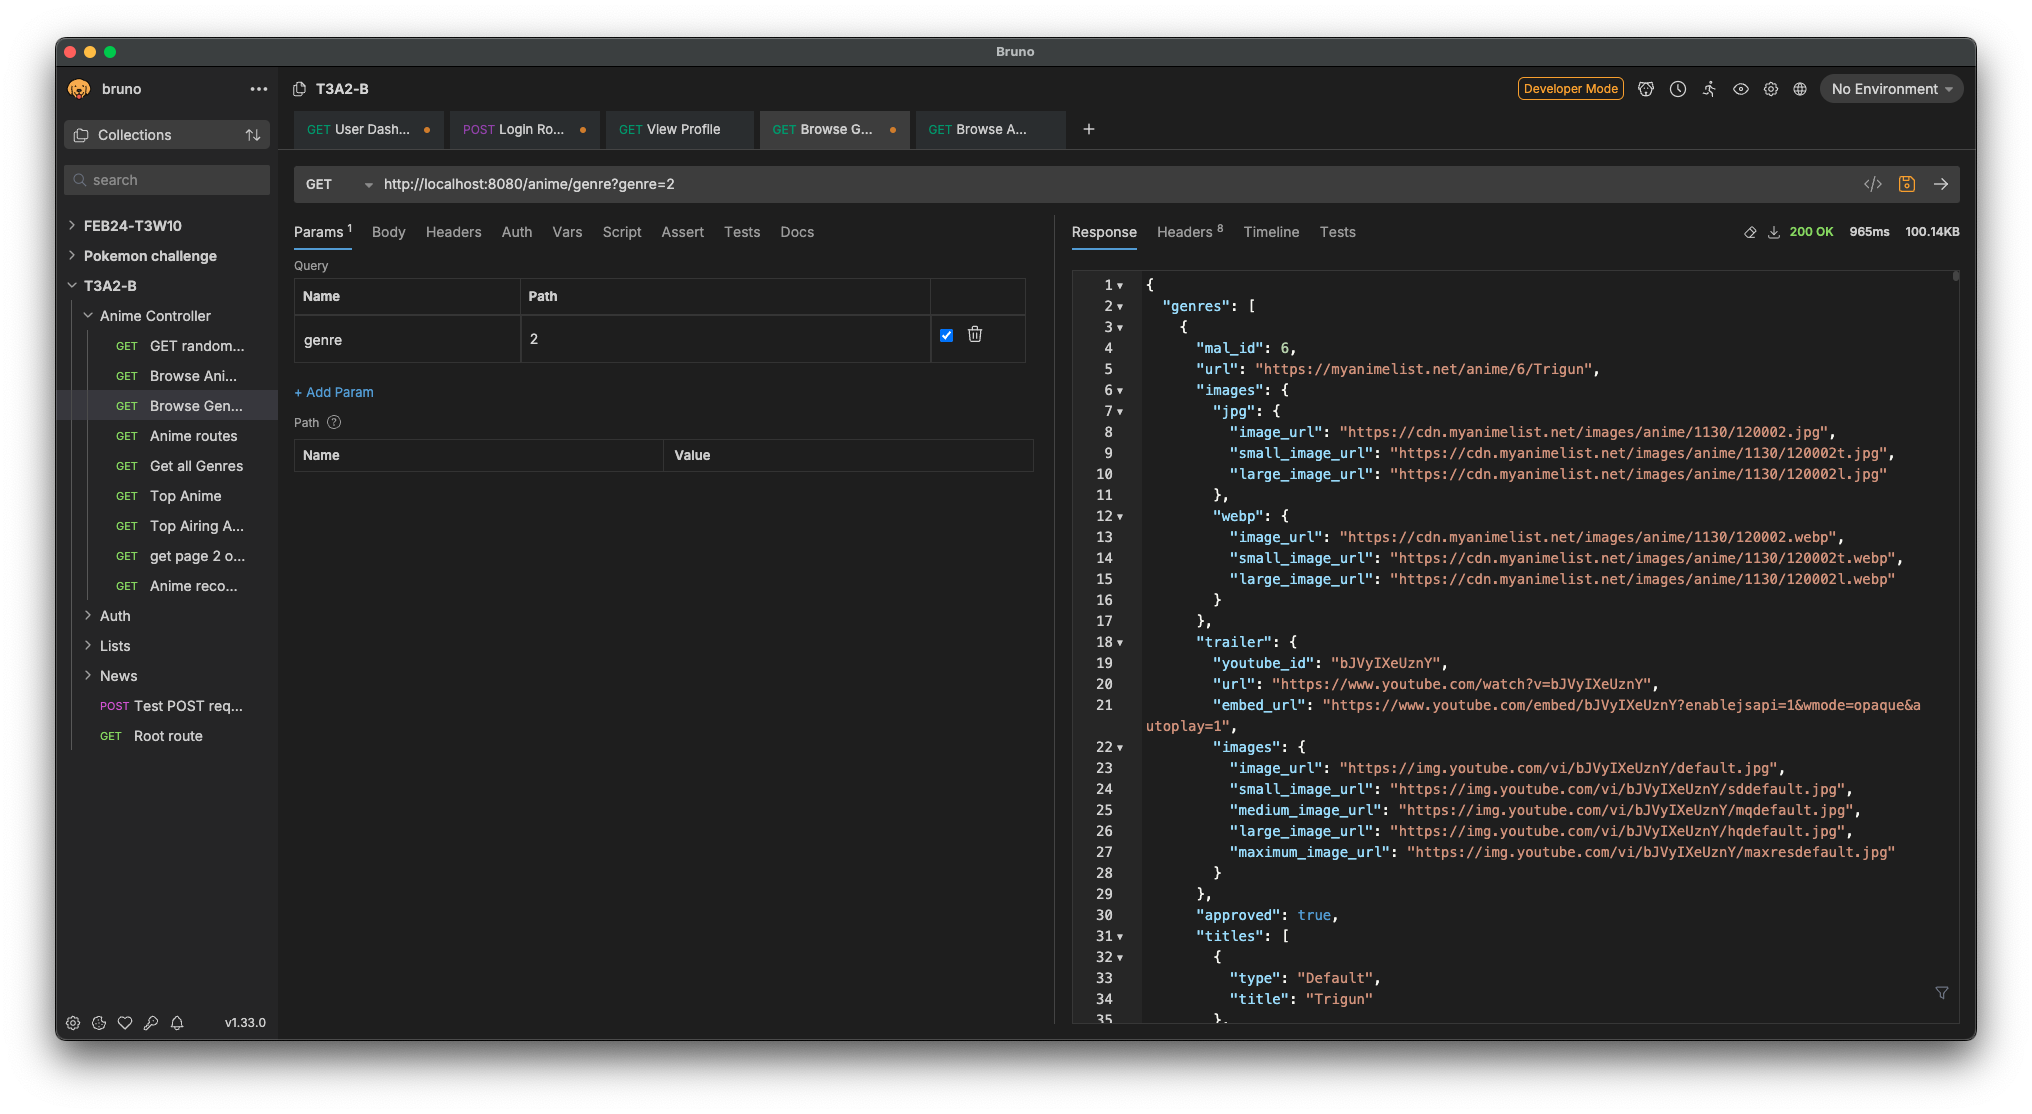 Bruno
bruno
Collections
search
FEB24-T3W10
Pokemon challenge
T3A2-B
Anime Controller
GET GET random...
GET Browse Ani...
GET Browse Gen...
GET Anime routes
GET Get all Genres
GET Top Anime
GET Top Airing A...
GET get page 2 o...
GET Anime reco...
Auth
Lists
News
POST Test POST req...
GET Root route
v1.33.0
T3A2-B
Developer Mode
No Environment
GET User Dash...
POST Login Ro...
GET View Profile
GET Browse G...
GET Browse A...
GET http://localhost:8080/anime/genre?genre=2
Params 1 Body Headers Auth Vars Script Assert Tests Docs
Query
Name Path
genre 2
+ Add Param
Path ?
Name Value
Response Headers 8 Timeline Tests
200 OK 965ms 100.14KB
1 {
2 "genres": [
3 {
4 "mal_id": 6,
5 "url": "https://myanimelist.net/anime/6/Trigun",
6 "images": {
7 "jpg": {
8 "image_url": "https://cdn.myanimelist.net/images/anime/1130/120002.jpg",
9 "small_image_url": "https://cdn.myanimelist.net/images/anime/1130/120002t.jpg",
10 "large_image_url": "https://cdn.myanimelist.net/images/anime/1130/120002l.jpg"
11 },
12 "webp": {
13 "image_url": "https://cdn.myanimelist.net/images/anime/1130/120002.webp",
14 "small_image_url": "https://cdn.myanimelist.net/images/anime/1130/120002t.webp",
15 "large_image_url": "https://cdn.myanimelist.net/images/anime/1130/120002l.webp"
16 }
17 },
18 "trailer": {
19 "youtube_id": "bJVyIXeUznY",
20 "url": "https://www.youtube.com/watch?v=bJVyIXeUznY",
21 "embed_url": "https://www.youtube.com/embed/bJVyIXeUznY?enablejsapi=1&wmode=opaque&a
utoplay=1",
22 "images": {
23 "image_url": "https://img.youtube.com/vi/bJVyIXeUznY/default.jpg",
24 "small_image_url": "https://img.youtube.com/vi/bJVyIXeUznY/sddefault.jpg",
25 "medium_image_url": "https://img.youtube.com/vi/bJVyIXeUznY/mqdefault.jpg",
26 "large_image_url": "https://img.youtube.com/vi/bJVyIXeUznY/hqdefault.jpg",
27 "maximum_image_url": "https://img.youtube.com/vi/bJVyIXeUznY/maxresdefault.jpg"
28 }
29 },
30 "approved": true,
31 "titles": [
32 {
33 "type": "Default",
34 "title": "Trigun"
35 },